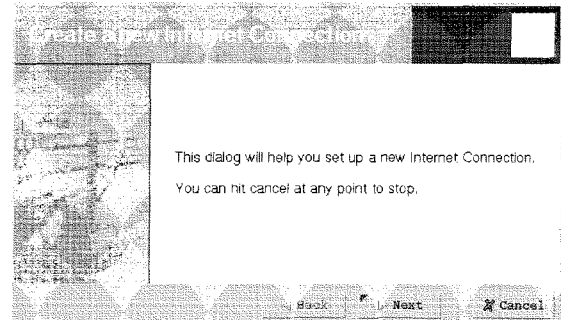 Create a New Internet Connection
This dialog will help you set up a new Internet Connection.
You can hit cancel at any point to stop.
Back Next Cancel